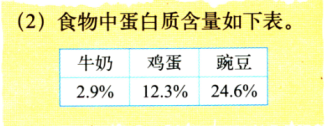 (2) 食物中蛋白质含量如下表。
牛奶 鸡蛋 豌豆
2.9% 12.3% 24.6%